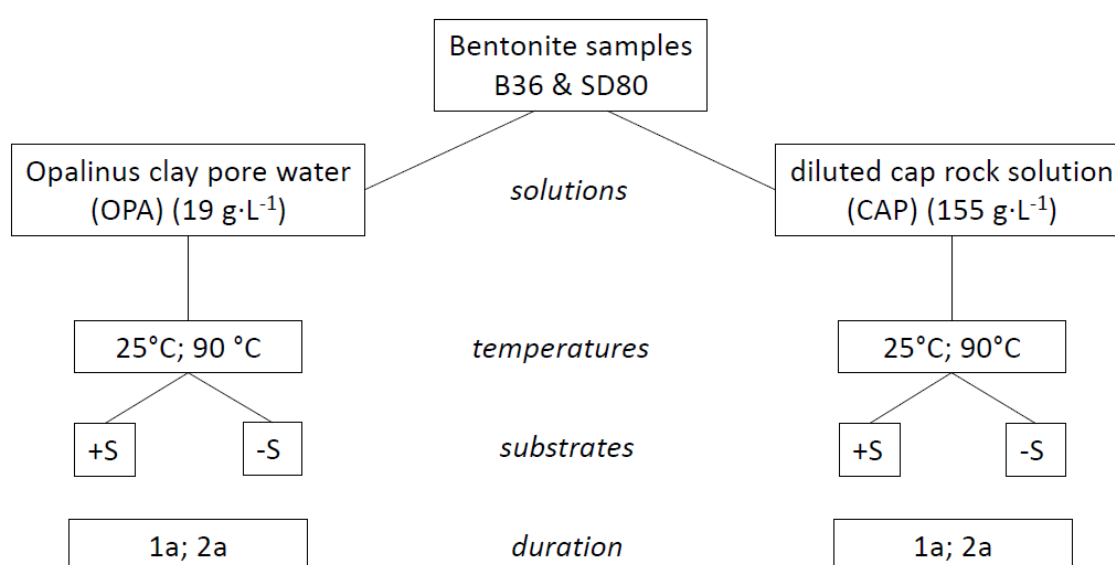 Bentonite samples
B36 & SD80
Opalinus clay pore water
(OPA) (19 g·L⁻¹)
solutions
diluted cap rock solution
(CAP) (155 g·L⁻¹)
25°C; 90 °C
temperatures
25°C; 90°C
+S
-S
substrates
+S
-S
1a; 2a
duration
1a; 2a